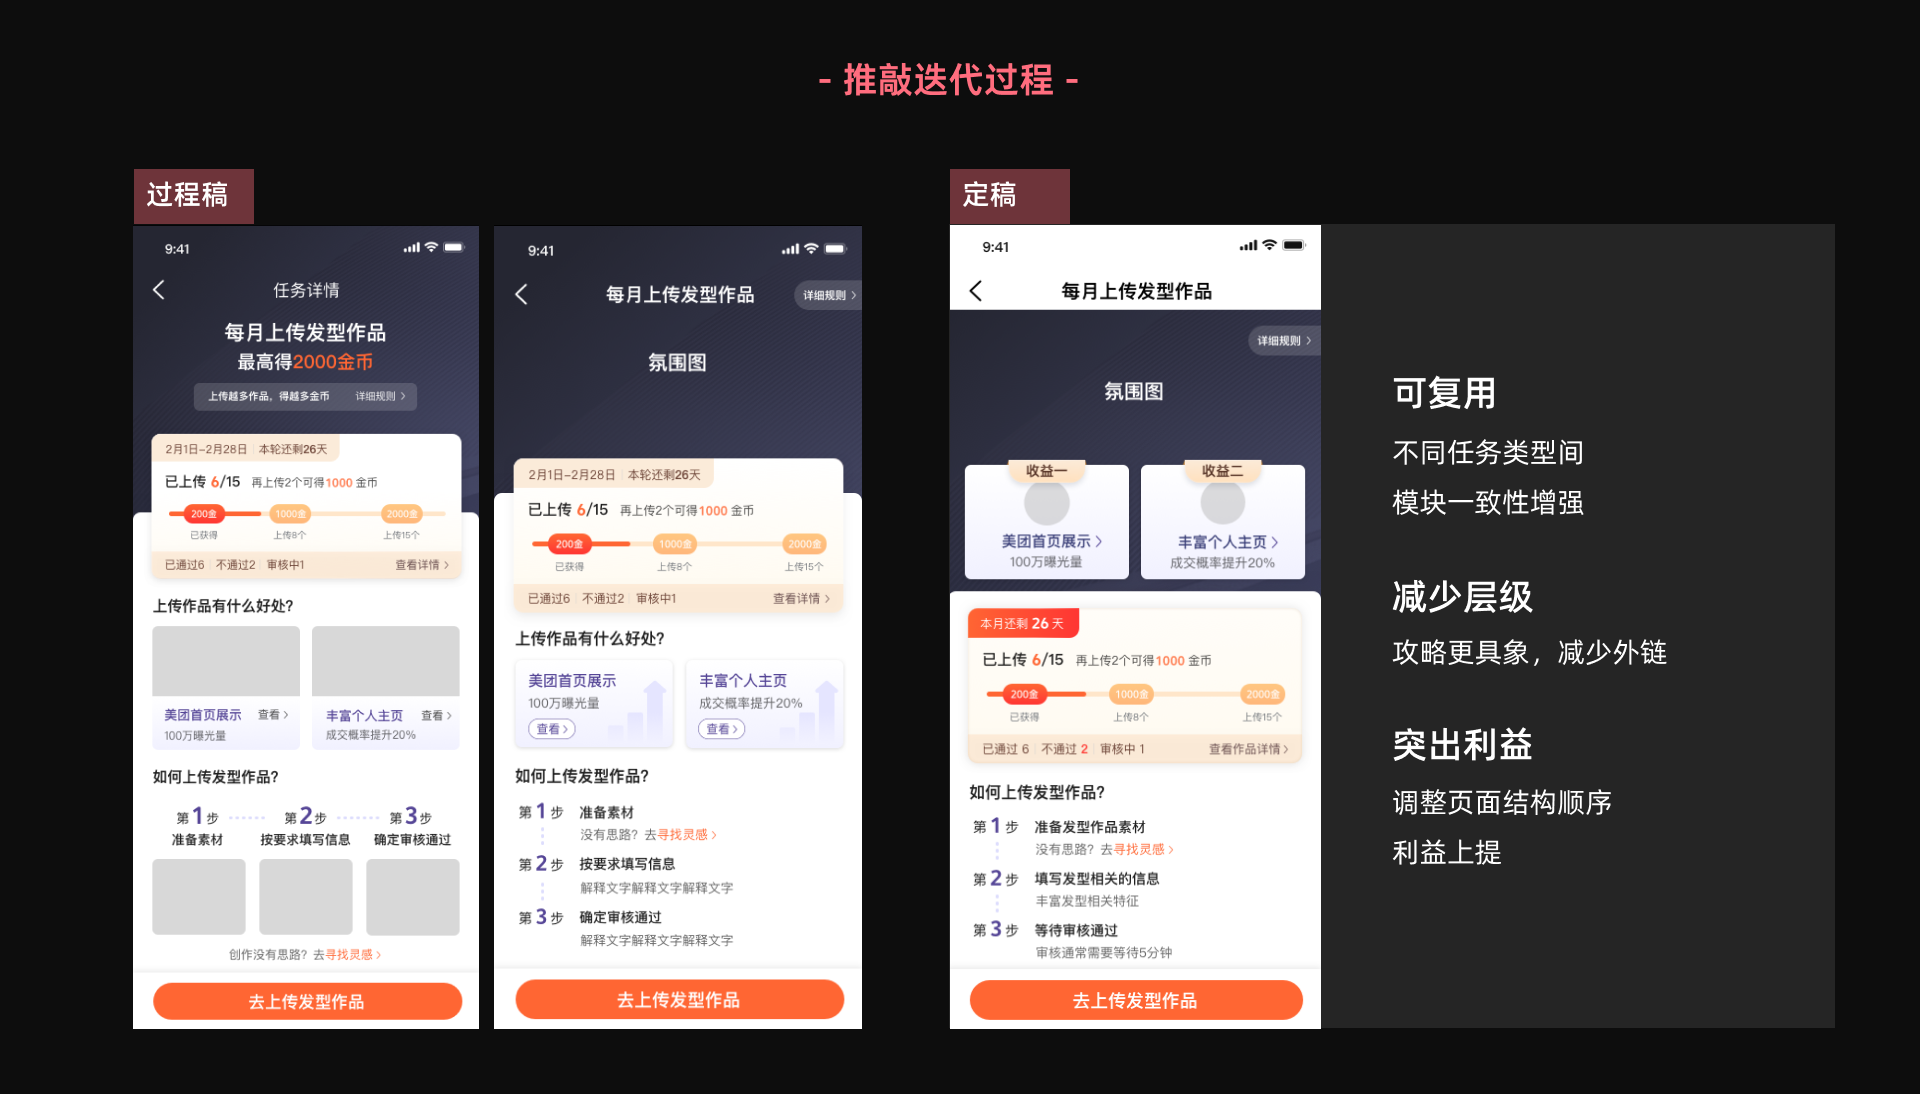 - 推敲迭代过程 -
过程稿
9:41
任务详情
每月上传发型作品
最高得2000金币
上传越多作品，得越多金币 详细规则
2月1日-2月28日 本轮还剩26天
已上传 6/15 再上传2个可得1000 金币
200金 1000金 2000金
已获得 上传8个 上传15个
已通过6 不通过2 审核中1 查看详情
上传作品有什么好处？
美团首页展示 查看
100万曝光量
丰富个人主页 查看
成交概率提升20%
如何上传发型作品？
第1步 第2步 第3步
准备素材 按要求填写信息 确定审核通过
创作没有思路？去寻找灵感
去上传发型作品
9:41
每月上传发型作品 详细规则
氛围图
2月1日-2月28日 本轮还剩26天
已上传 6/15 再上传2个可得1000 金币
200金 1000金 2000金
已获得 上传8个 上传15个
已通过6 不通过2 审核中1 查看详情
上传作品有什么好处？
美团首页展示
100万曝光量
查看
丰富个人主页
成交概率提升20%
查看
如何上传发型作品？
第 1 步 准备素材
没有思路？去寻找灵感
第 2 步 按要求填写信息
解释文字解释文字解释文字
第 3 步 确定审核通过
解释文字解释文字解释文字
去上传发型作品
定稿
9:41
每月上传发型作品
详细规则
氛围图
收益一
美团首页展示
100万曝光量
收益二
丰富个人主页
成交概率提升20%
本月还剩 26 天
已上传 6/15 再上传2个可得1000 金币
200金 1000金 2000金
已获得 上传8个 上传15个
已通过 6 不通过 2 审核中 1 查看作品详情
如何上传发型作品？
第 1 步 准备发型作品素材
没有思路？去寻找灵感
第 2 步 填写发型相关的信息
丰富发型相关特征
第 3 步 等待审核通过
审核通常需要等待5分钟
去上传发型作品
可复用
不同任务类型间
模块一致性增强
减少层级
攻略更具象，减少外链
突出利益
调整页面结构顺序
利益上提